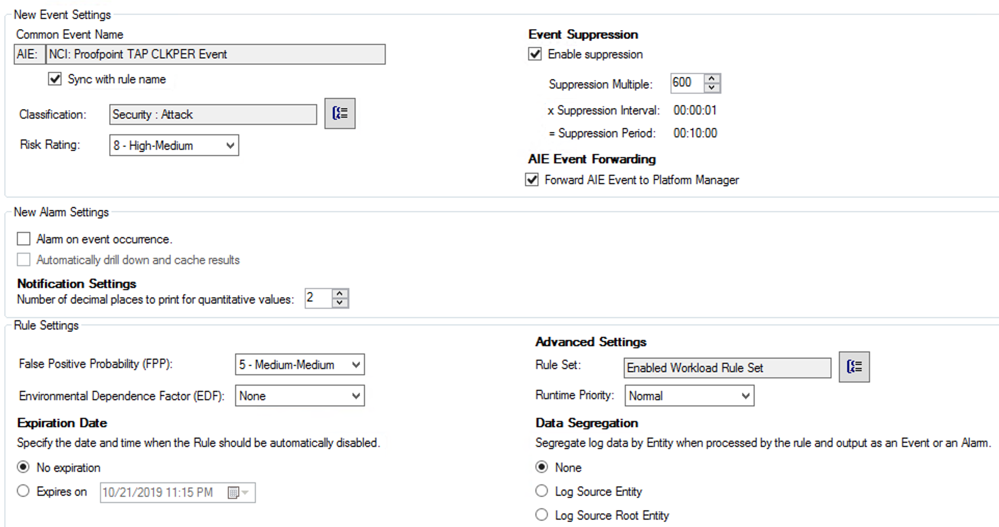 New Event Settings
Common Event Name
AIE: NCI: Proofpoint TAP CLKPER Event
Sync with rule name
Classification: Security : Attack
Risk Rating: 8 - High-Medium
Event Suppression
Enable suppression
Suppression Multiple: 600
x Suppression Interval: 00:00:01
= Suppression Period: 00:10:00
AIE Event Forwarding
Forward AIE Event to Platform Manager
New Alarm Settings
Alarm on event occurrence.
Automatically drill down and cache results
Notification Settings
Number of decimal places to print for quantitative values: 2
Rule Settings
False Positive Probability (FPP): 5 - Medium-Medium
Environmental Dependence Factor (EDF): None
Expiration Date
Specify the date and time when the Rule should be automatically disabled.
No expiration
Expires on 10/21/2019 11:15 PM
Advanced Settings
Rule Set: Enabled Workload Rule Set
Runtime Priority: Normal
Data Segregation
Segregate log data by Entity when processed by the rule and output as an Event or an Alarm.
None
Log Source Entity
Log Source Root Entity